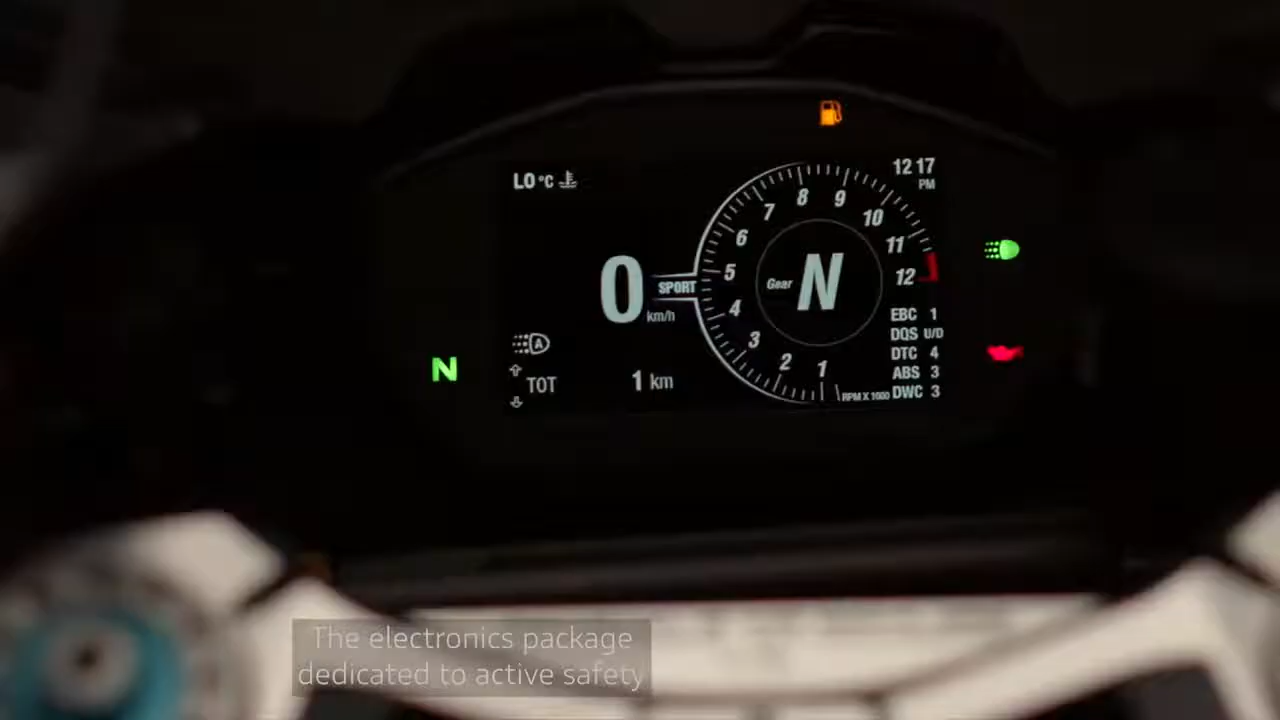 LO °C
12 17
PM
8 9
7 10
6 11
5 12
4
3
2
1
0
km/h
SPORT
Gear N
RPM X 1000
EBC 1
DQS U/D
DTC 4
ABS 3
DWC 3
A
TOT 1 km
N
The electronics package
dedicated to active safety